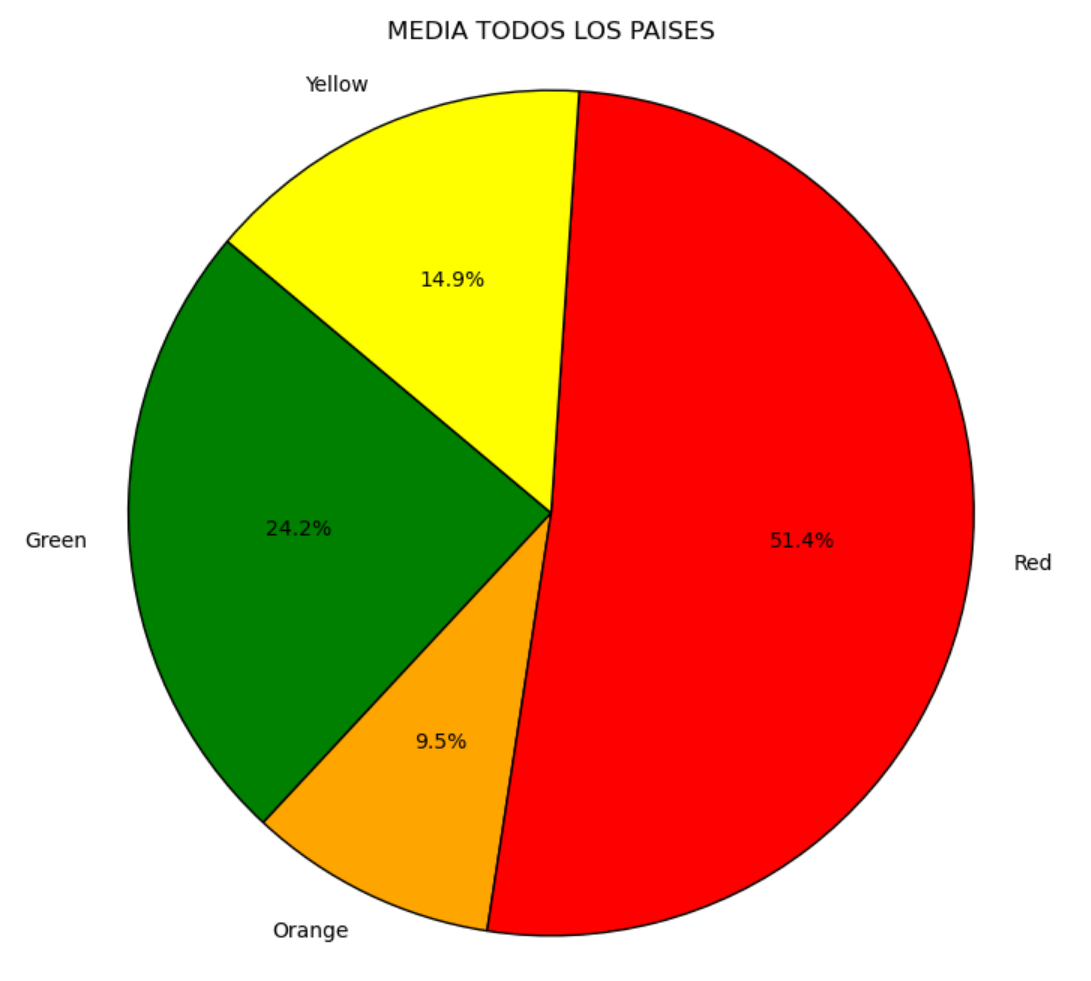 MEDIA TODOS LOS PAISES
Yellow
14.9%
24.2%
Green
51.4%
Red
9.5%
Orange